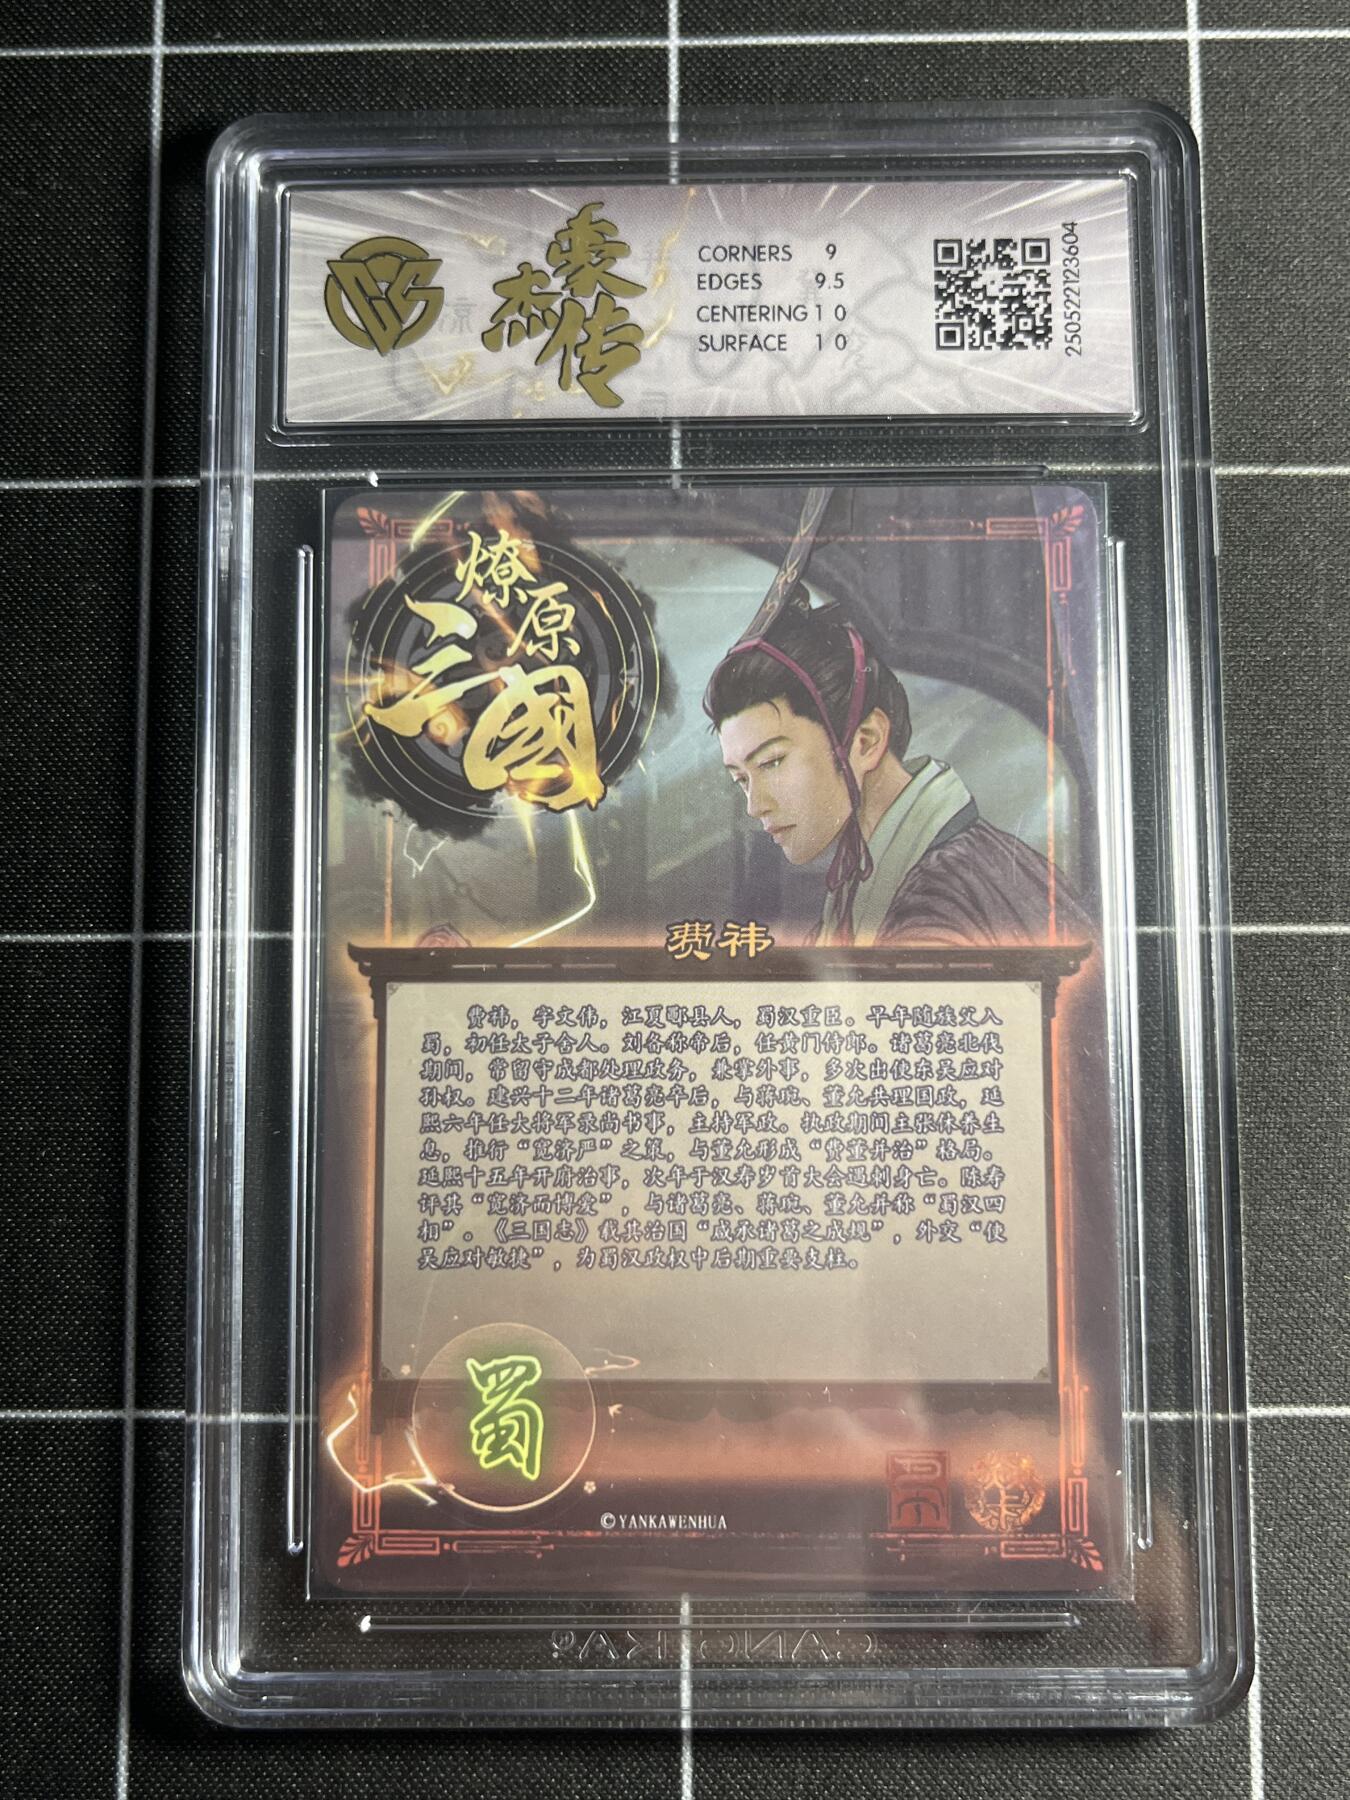 CGS
豪杰传
CORNERS 9
EDGES 9.5
CENTERING 10
SURFACE 10
2505221223604
燎原
三國
费祎
费祎，字文伟，江夏鄳县人，蜀汉重臣。早年随族父入
蜀，初任太子舍人。刘备称帝后，任黄门侍郎。诸葛亮北伐
期间，常留守成都处理政务，兼掌外事，多次出使东吴应对
孙权。建兴十二年诸葛亮卒后，与蒋琬、董允共理国政，延
熙六年任大将军录尚书事，主持军政。执政期间主张休养生
息，推行“宽济严”之策，与董允形成“费董并治”格局。
延熙十五年开府治事，次年于汉寿岁首大会遇刺身亡。陈寿
评其“宽济而博爱”，与诸葛亮、蒋琬、董允并称“蜀汉四
相”。《三国志》载其治国“咸承诸葛之成规”，外交“使
吴应对敏捷”，为蜀汉政权中后期重要支柱。
蜀
©YANKAWENHUA